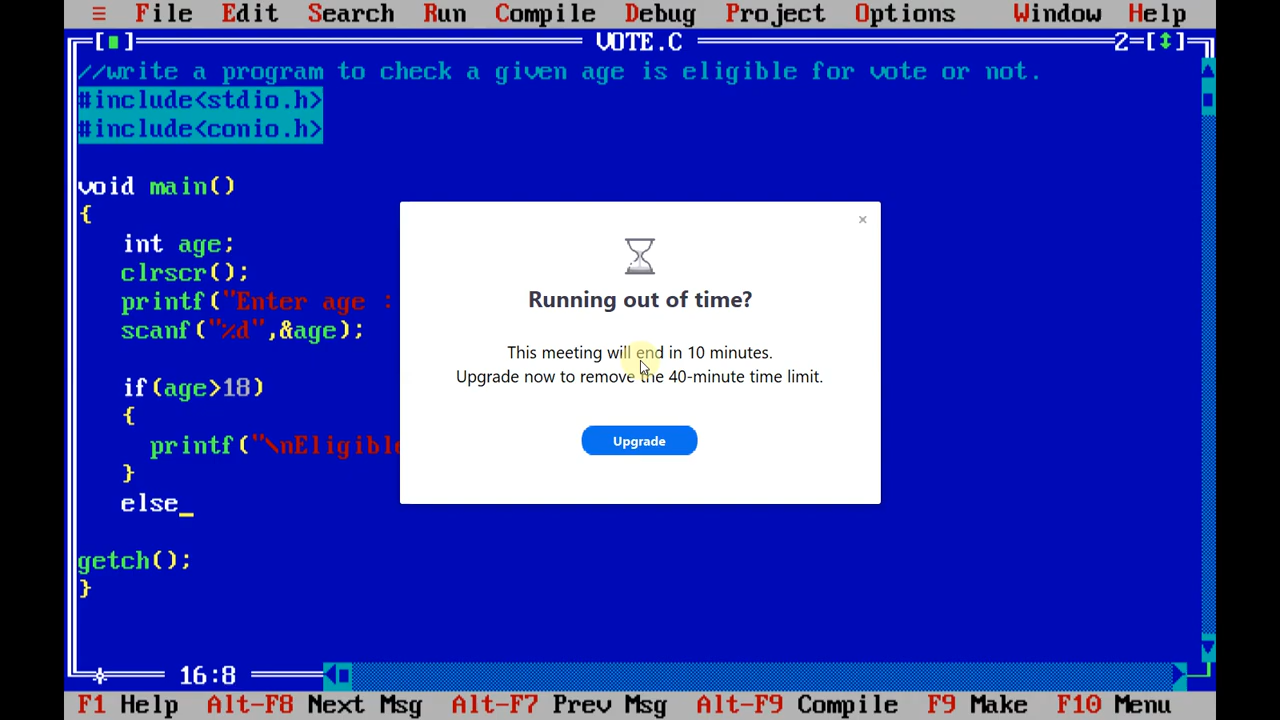 ≡ File Edit Search Run Compile Debug Project Options Window Help
[■] VOTE.C 2=[↕]
//write a program to check a given age is eligible for vote or not.
#include<stdio.h>
#include<conio.h>
void main()
{
int age;
clrscr();
printf("Enter age :
scanf("%d",&age);
if(age>18)
{
printf("\nEligible
}
else_
getch();
}
×
Running out of time?
This meeting will end in 10 minutes.
Upgrade now to remove the 40-minute time limit.
Upgrade
16:8
F1 Help Alt-F8 Next Msg Alt-F7 Prev Msg Alt-F9 Compile F9 Make F10 Menu